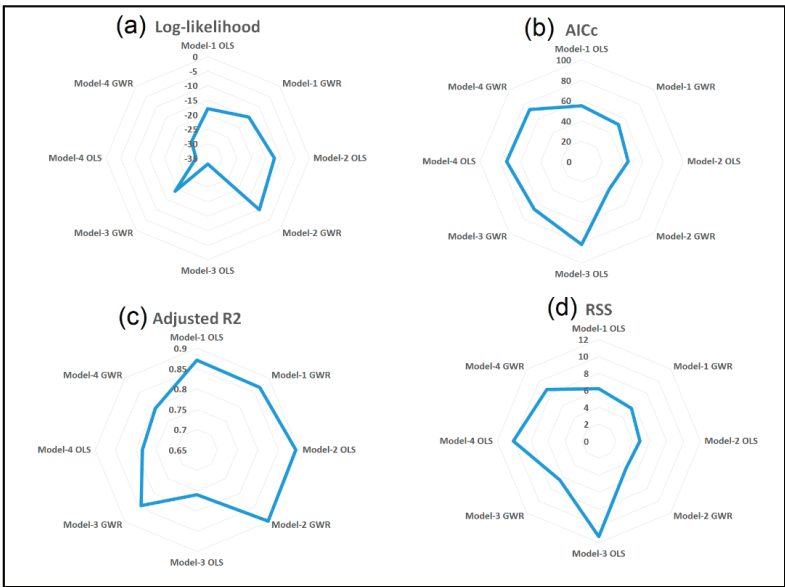 (a) Log-likelihood
Model-1 OLS
0
Model-4 GWR
Model-1 GWR
-5
-10
-15
-20
-25
-30
Model-4 OLS
-35
Model-2 OLS
Model-3 GWR
Model-2 GWR
Model-3 OLS
(b) AICc
Model-1 OLS
100
Model-4 GWR
Model-1 GWR
80
60
40
20
Model-4 OLS
0
Model-2 OLS
Model-3 GWR
Model-2 GWR
Model-3 OLS
(c) Adjusted R2
Model-1 OLS
0.9
Model-4 GWR
Model-1 GWR
0.85
0.8
0.75
0.7
Model-4 OLS
0.65
Model-2 OLS
Model-3 GWR
Model-2 GWR
Model-3 OLS
(d) RSS
Model-1 OLS
12
Model-4 GWR
Model-1 GWR
10
8
6
4
2
Model-4 OLS
0
Model-2 OLS
Model-3 GWR
Model-2 GWR
Model-3 OLS